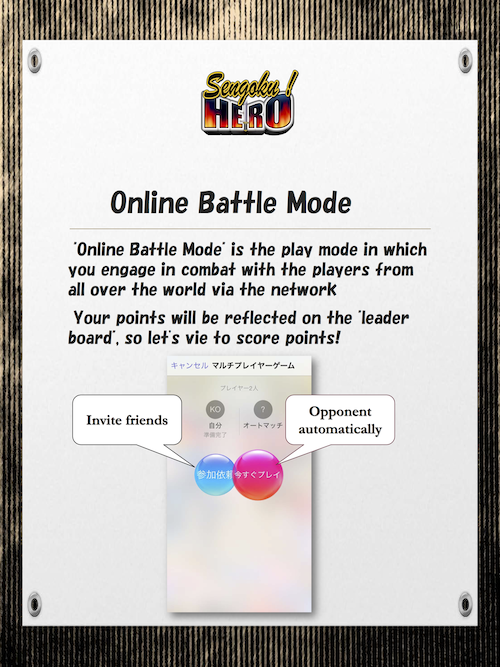 Sengoku!
HERO
Online Battle Mode
"Online Battle Mode" is the play mode in which
you engage in combat with the players from
all over the world via the network
Your points will be reflected on the "leader
board", so let's vie to score points!
キャンセル マルチプレイヤーゲーム
プレイヤー2人
KO ?
自分 オートマッチ
準備完了
Invite friends
Opponent
automatically
参加依頼 今すぐプレイ